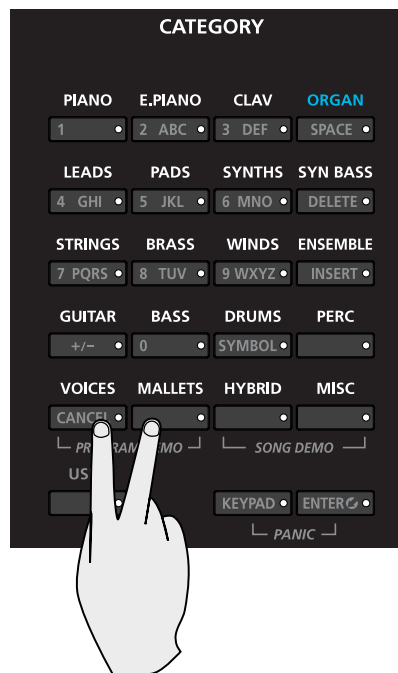 CATEGORY
PIANO E.PIANO CLAV ORGAN
1 2 ABC 3 DEF SPACE
LEADS PADS SYNTHS SYN BASS
4 GHI 5 JKL 6 MNO DELETE
STRINGS BRASS WINDS ENSEMBLE
7 PQRS 8 TUV 9 WXYZ INSERT
GUITAR BASS DRUMS PERC
+/− 0 SYMBOL
VOICES MALLETS HYBRID MISC
CANCEL
SONG DEMO
US
KEYPAD ENTER
PANIC